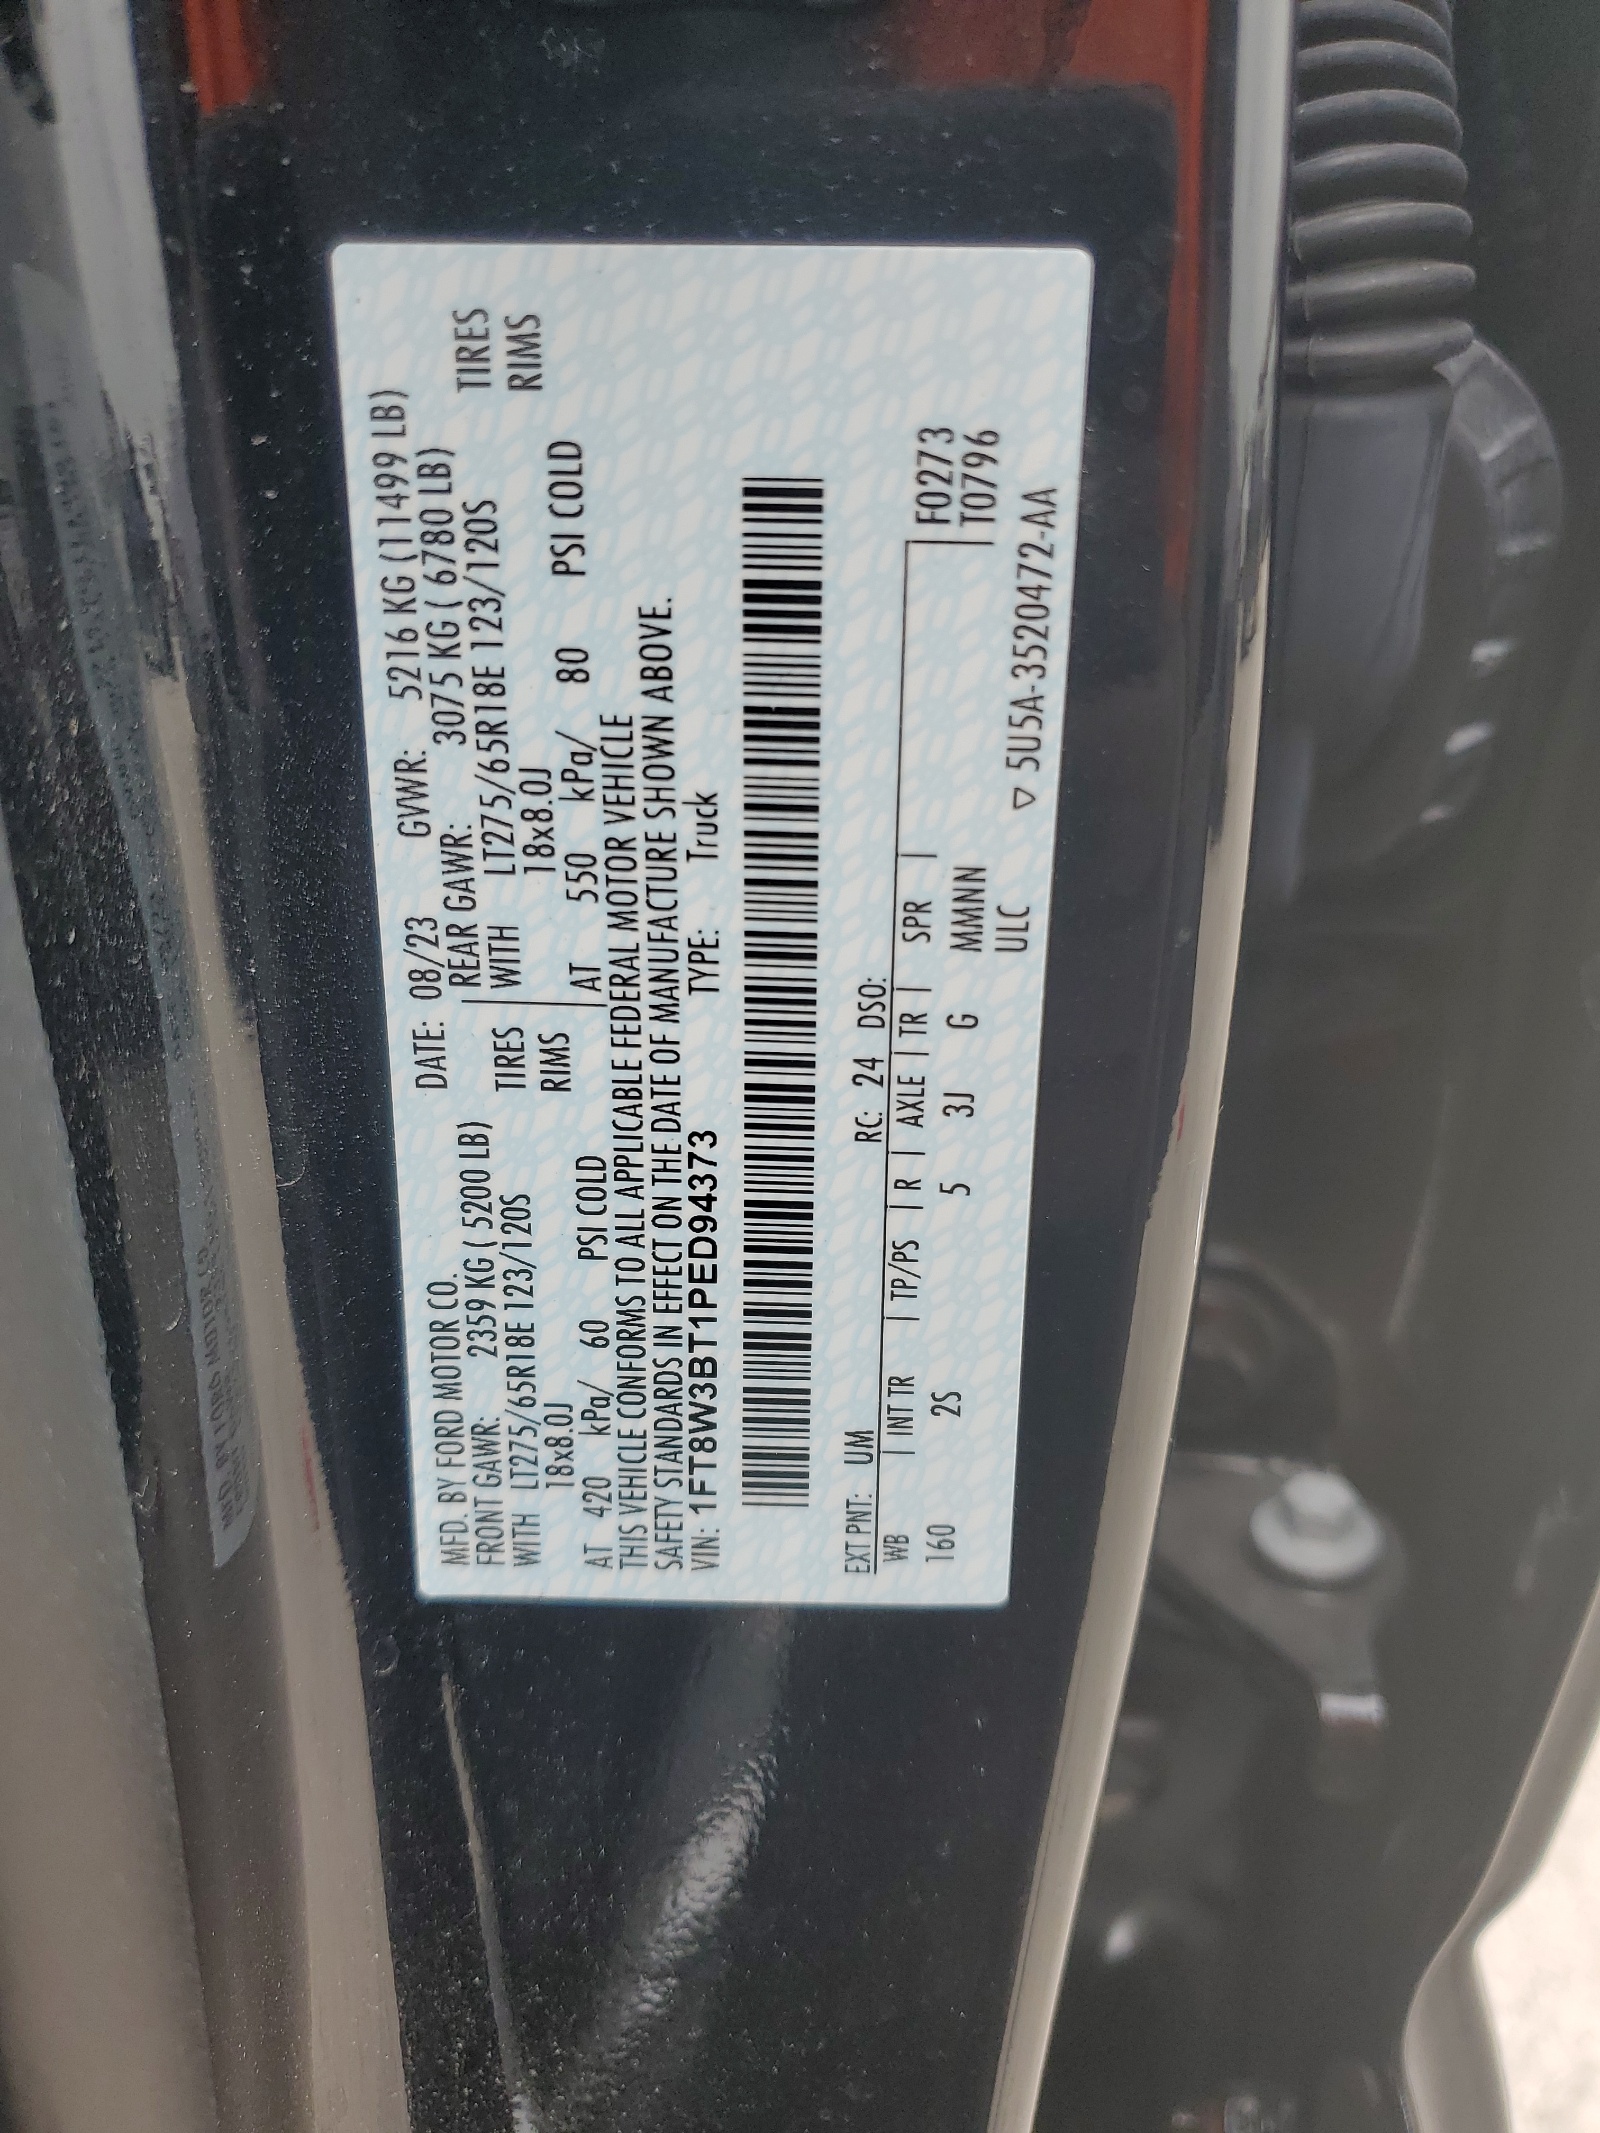 MFD. BY FORD MOTOR CO. DATE: 08/23 GVWR: 5216 KG (11499 LB)
FRONT GAWR: 2359 KG ( 5200 LB) REAR GAWR: 3075 KG ( 6780 LB)
WITH LT275/65R18E 123/120S TIRES WITH LT275/65R18E 123/120S TIRES
18x8.0J RIMS 18x8.0J RIMS
AT 420 kPa/ 60 PSI COLD AT 550 kPa/ 80 PSI COLD
THIS VEHICLE CONFORMS TO ALL APPLICABLE FEDERAL MOTOR VEHICLE
SAFETY STANDARDS IN EFFECT ON THE DATE OF MANUFACTURE SHOWN ABOVE.
VIN: 1FT8W3BT1PED94373 TYPE: Truck
EXT PNT: UM RC: 24 DSO:
WB | INT TR | TP/PS | R | AXLE | TR | SPR | F0273
160 2S 5 3J G MMNN T0796
ULC ▽ 5U5A-3520472-AA
MFD. BY FORD MOTOR CO.